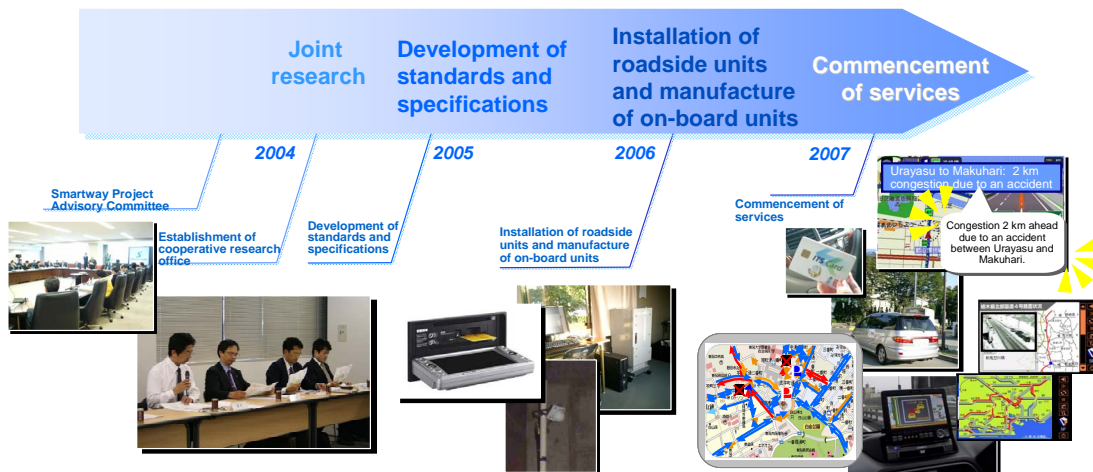 Joint
research
Development of
standards and
specifications
Installation of
roadside units
and manufacture
of on-board units
Commencement
of services
2004
2005
2006
2007
Smartway Project
Advisory Committee
Establishment of
cooperative research
office
Development of
standards and
specifications
Installation of roadside
units and manufacture
of on-board units
Commencement of
services
Urayasu to Makuhari: 2 km
congestion due to an accident
Congestion 2 km ahead
due to an accident
between Urayasu and
Makuhari.
ITS Card